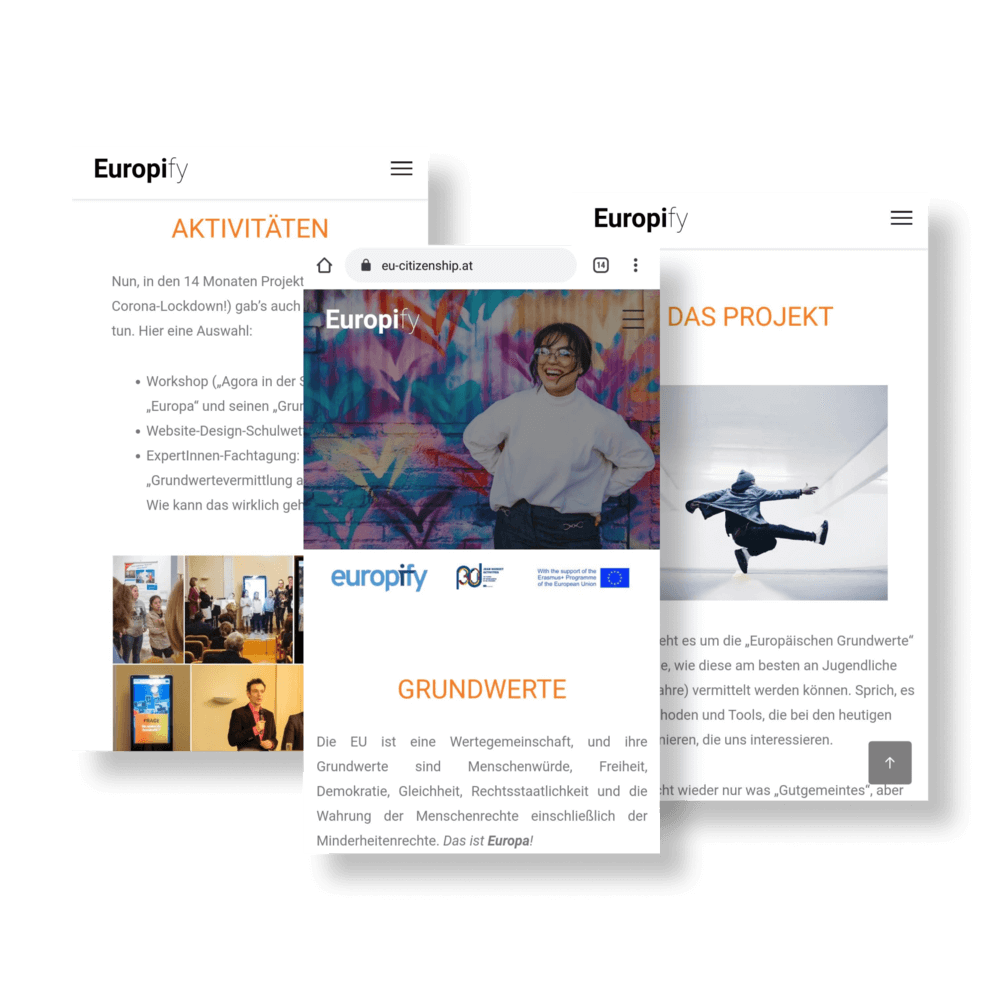 Europify
AKTIVITÄTEN
Nun, in den 14 Monaten Projekt
Corona-Lockdown!) gab's auch
tun. Hier eine Auswahl:
• Workshop („Agora in der S
„Europa“ und seinen „Grun
• Website-Design-Schulwet
• ExpertInnen-Fachtagung:
„Grundwertevermittlung a
Wie kann das wirklich geh
FRAGE
eu-citizenship.at
14
Europify
europify
With the support of the
Erasmus+ Programme
of the European Union
GRUNDWERTE
Die EU ist eine Wertegemeinschaft, und ihre
Grundwerte sind Menschenwürde, Freiheit,
Demokratie, Gleichheit, Rechtsstaatlichkeit und die
Wahrung der Menschenrechte einschließlich der
Minderheitenrechte. Das ist Europa!
Europify
DAS PROJEKT
eht es um die „Europäischen Grundwerte“
e, wie diese am besten an Jugendliche
ahre) vermittelt werden können. Sprich, es
hoden und Tools, die bei den heutigen
nieren, die uns interessieren.
cht wieder nur was „Gutgemeintes“, aber